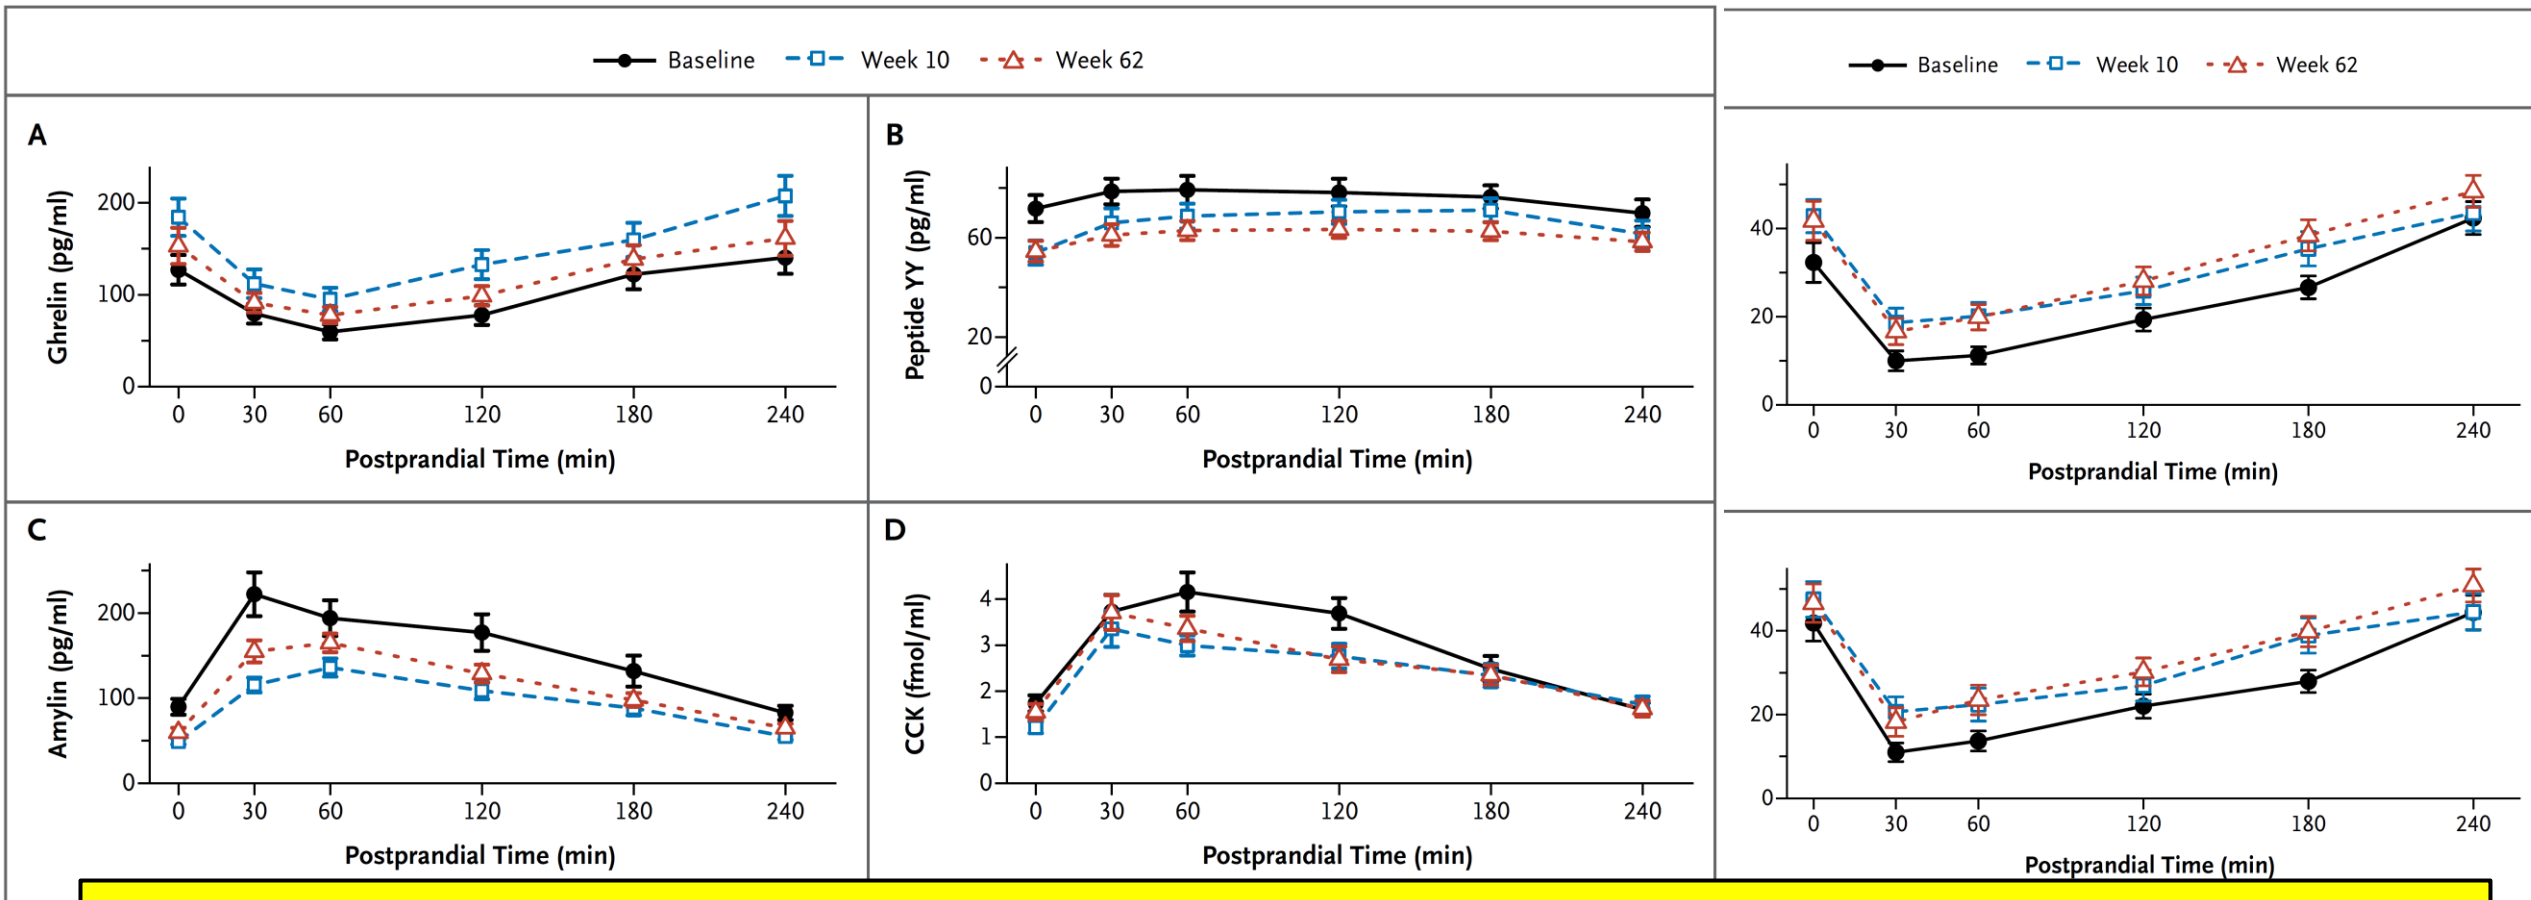 Baseline Week 10 Week 62
Baseline Week 10 Week 62
A
Ghrelin (pg/ml)
200
100
0
0 30 60 120 180 240
Postprandial Time (min)
B
Peptide YY (pg/ml)
60
20
0
0 30 60 120 180 240
Postprandial Time (min)
40
20
0
0 30 60 120 180 240
Postprandial Time (min)
C
Amylin (pg/ml)
200
100
0
0 30 60 120 180 240
Postprandial Time (min)
D
CCK (fmol/ml)
4
3
2
1
0
0 30 60 120 180 240
Postprandial Time (min)
40
20
0
0 30 60 120 180 240
Postprandial Time (min)